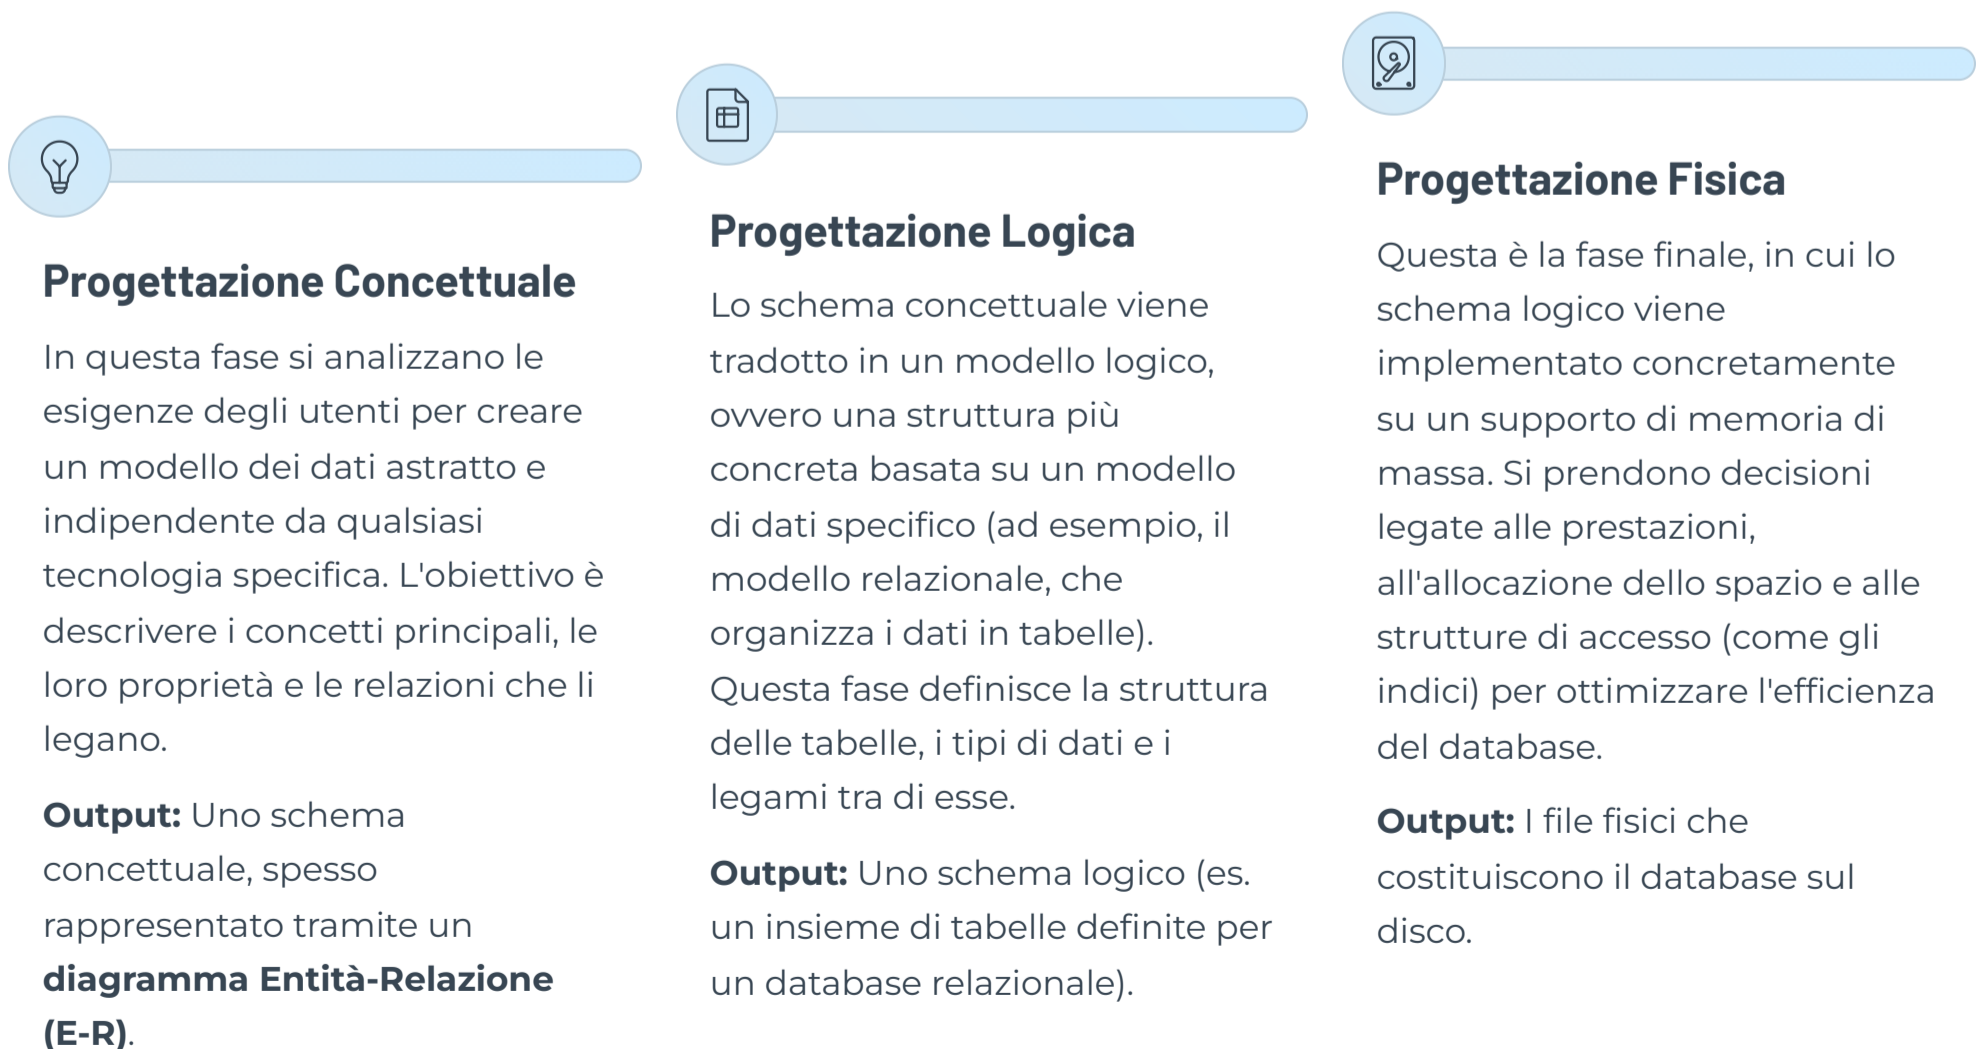 Progettazione Concettuale
In questa fase si analizzano le
esigenze degli utenti per creare
un modello dei dati astratto e
indipendente da qualsiasi
tecnologia specifica. L'obiettivo è
descrivere i concetti principali, le
loro proprietà e le relazioni che li
legano.
Output: Uno schema
concettuale, spesso
rappresentato tramite un
diagramma Entità-Relazione
(E-R).
Progettazione Logica
Lo schema concettuale viene
tradotto in un modello logico,
ovvero una struttura più
concreta basata su un modello
di dati specifico (ad esempio, il
modello relazionale, che
organizza i dati in tabelle).
Questa fase definisce la struttura
delle tabelle, i tipi di dati e i
legami tra di esse.
Output: Uno schema logico (es.
un insieme di tabelle definite per
un database relazionale).
Progettazione Fisica
Questa è la fase finale, in cui lo
schema logico viene
implementato concretamente
su un supporto di memoria di
massa. Si prendono decisioni
legate alle prestazioni,
all'allocazione dello spazio e alle
strutture di accesso (come gli
indici) per ottimizzare l'efficienza
del database.
Output: I file fisici che
costituiscono il database sul
disco.